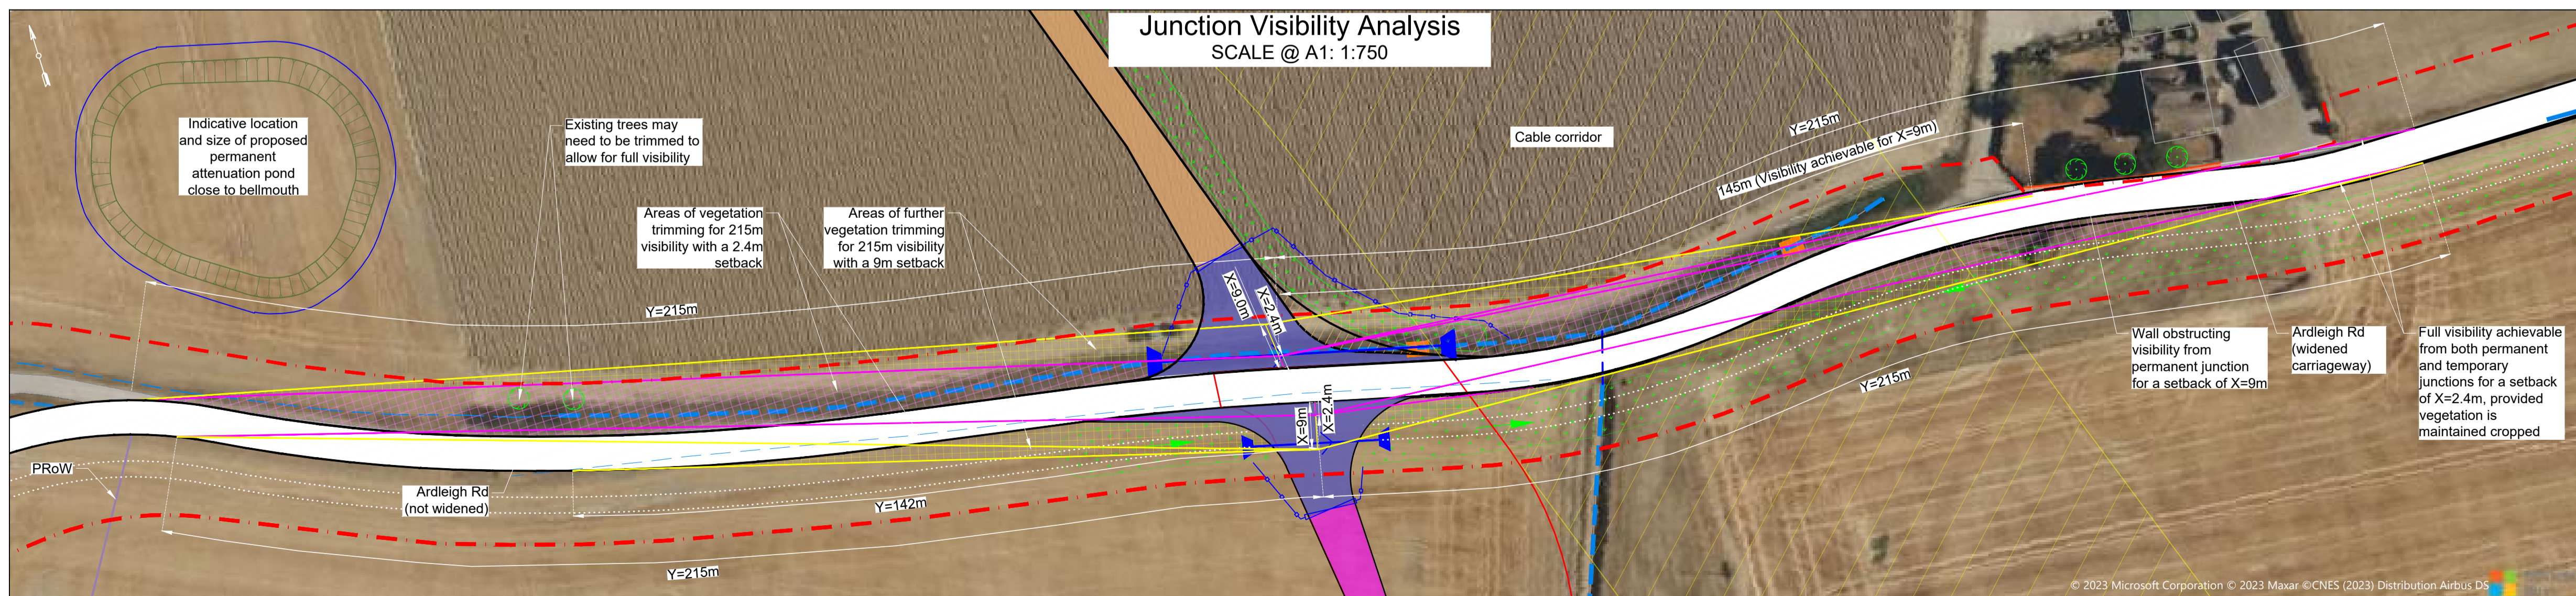 Junction Visibility Analysis
SCALE @ A1: 1:750
Indicative location
and size of proposed
permanent
attenuation pond
close to bellmouth
Existing trees may
need to be trimmed to
allow for full visibility
Areas of vegetation
trimming for 215m
visibility with a 2.4m
setback
Areas of further
vegetation trimming
for 215m visibility
with a 9m setback
Cable corridor
Y=215m
145m (Visibility achievable for X=9m)
Y=215m
X=9.0m
X=2.4m
X=9m
X=2.4m
Y=215m
Wall obstructing
visibility from
permanent junction
for a setback of X=9m
Ardleigh Rd
(widened
carriageway)
Full visibility achievable
from both permanent
and temporary
junctions for a setback
of X=2.4m, provided
vegetation is
maintained cropped
PRoW
Ardleigh Rd
(not widened)
Y=142m
Y=215m
© 2023 Microsoft Corporation © 2023 Maxar ©CNES (2023) Distribution Airbus DS